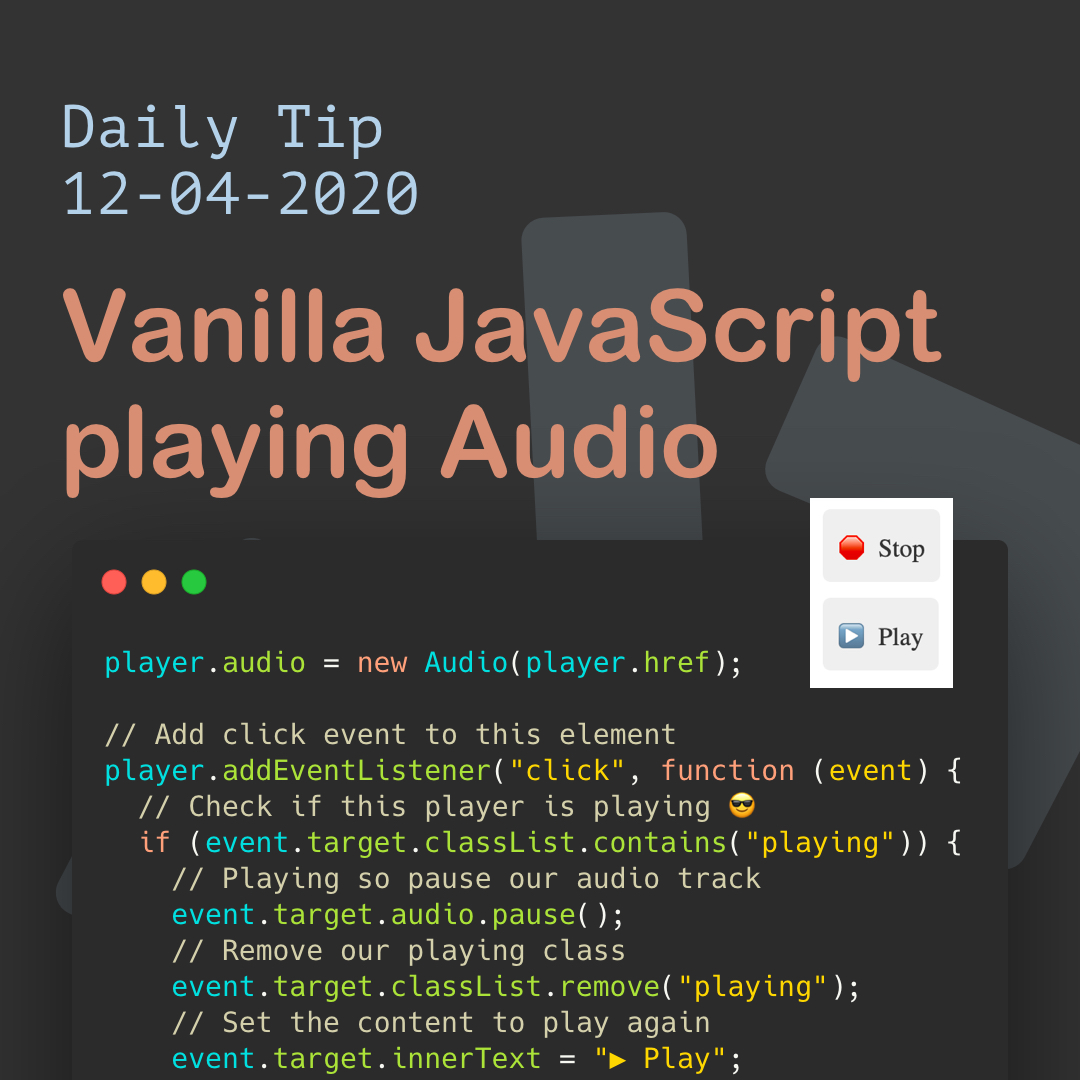 Daily Tip
12-04-2020
Vanilla JavaScript
playing Audio
🛑 Stop
▶️ Play
player.audio = new Audio(player.href);
// Add click event to this element
player.addEventListener("click", function (event) {
  // Check if this player is playing 😎
  if (event.target.classList.contains("playing")) {
    // Playing so pause our audio track
    event.target.audio.pause();
    // Remove our playing class
    event.target.classList.remove("playing");
    // Set the content to play again
    event.target.innerText = "▶ Play";